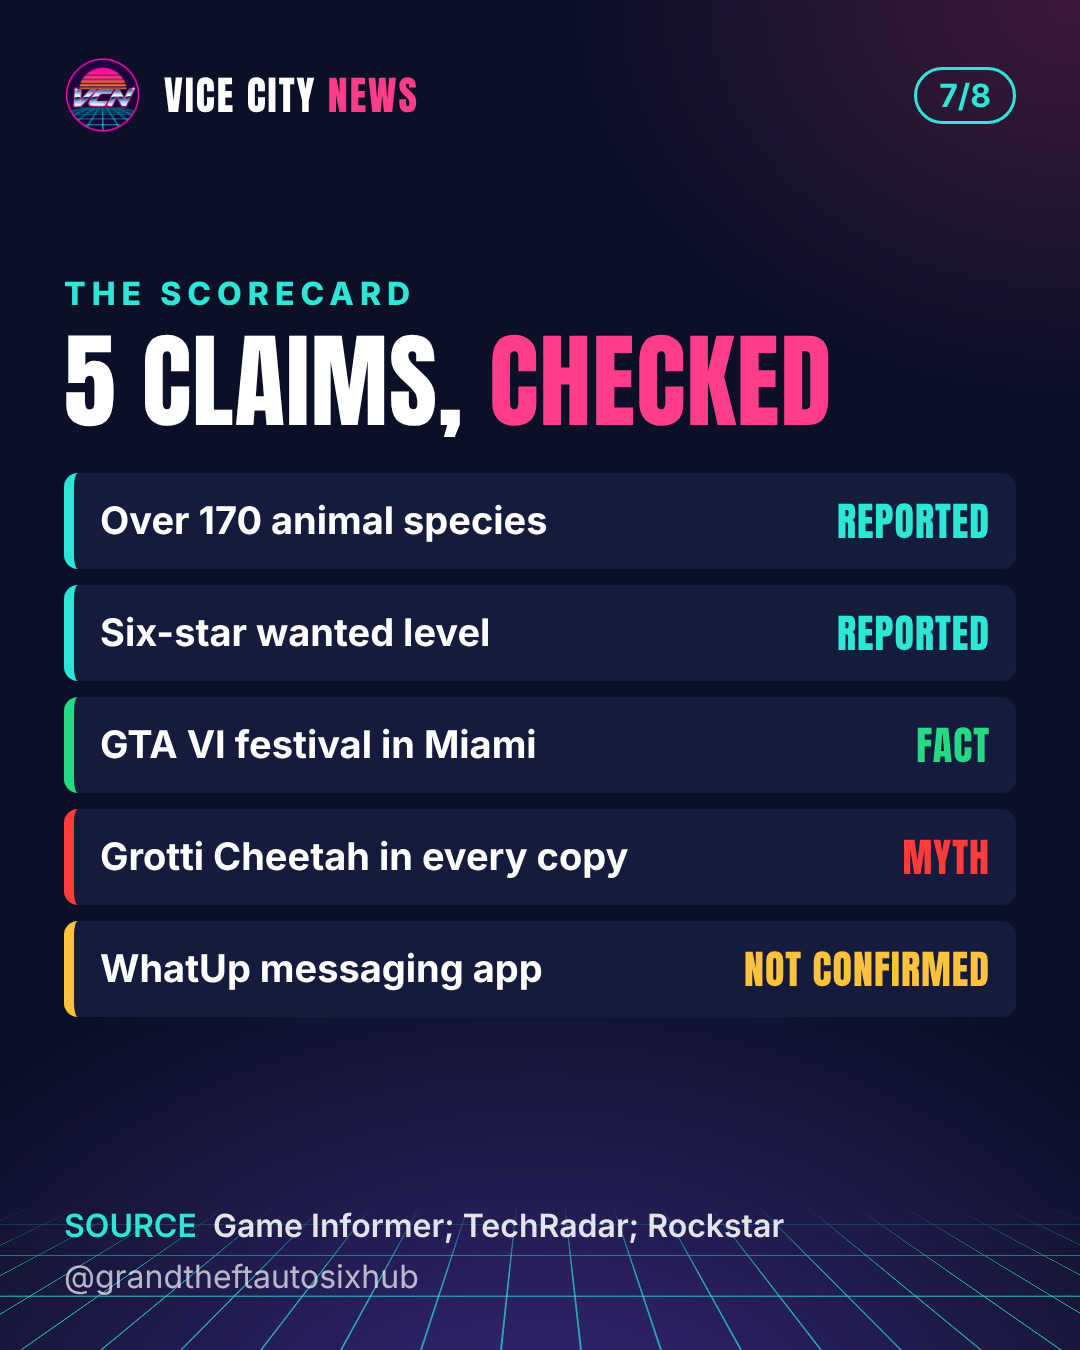 VCN
VICE CITY NEWS
7/8
THE SCORECARD
5 CLAIMS, CHECKED
Over 170 animal species REPORTED
Six-star wanted level REPORTED
GTA VI festival in Miami FACT
Grotti Cheetah in every copy MYTH
WhatUp messaging app NOT CONFIRMED
SOURCE Game Informer; TechRadar; Rockstar
@grandtheftautosixhub